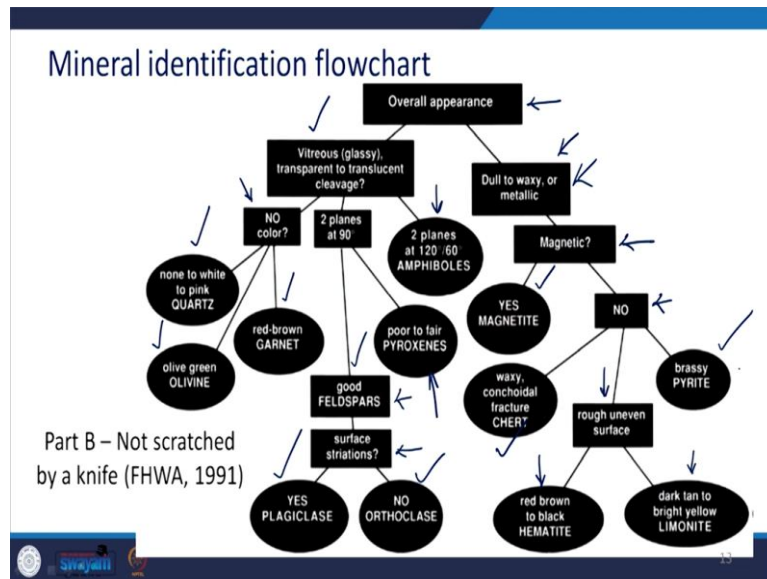 Mineral identification flowchart
Overall appearance
Vitreous (glassy),
transparent to translucent
cleavage?
Dull to waxy, or
metallic
NO
color?
2 planes
at 90°
2 planes
at 120°/60°
AMPHIBOLES
Magnetic?
none to white
to pink
QUARTZ
red-brown
GARNET
olive green
OLIVINE
poor to fair
PYROXENES
YES
MAGNETITE
NO
good
FELDSPARS
waxy,
conchoidal
fracture
CHERT
rough uneven
surface
brassy
PYRITE
surface
striations?
YES
PLAGICLASE
NO
ORTHOCLASE
red brown
to black
HEMATITE
dark tan to
bright yellow
LIMONITE
Part B – Not scratched
by a knife (FHWA, 1991)
swayam
13